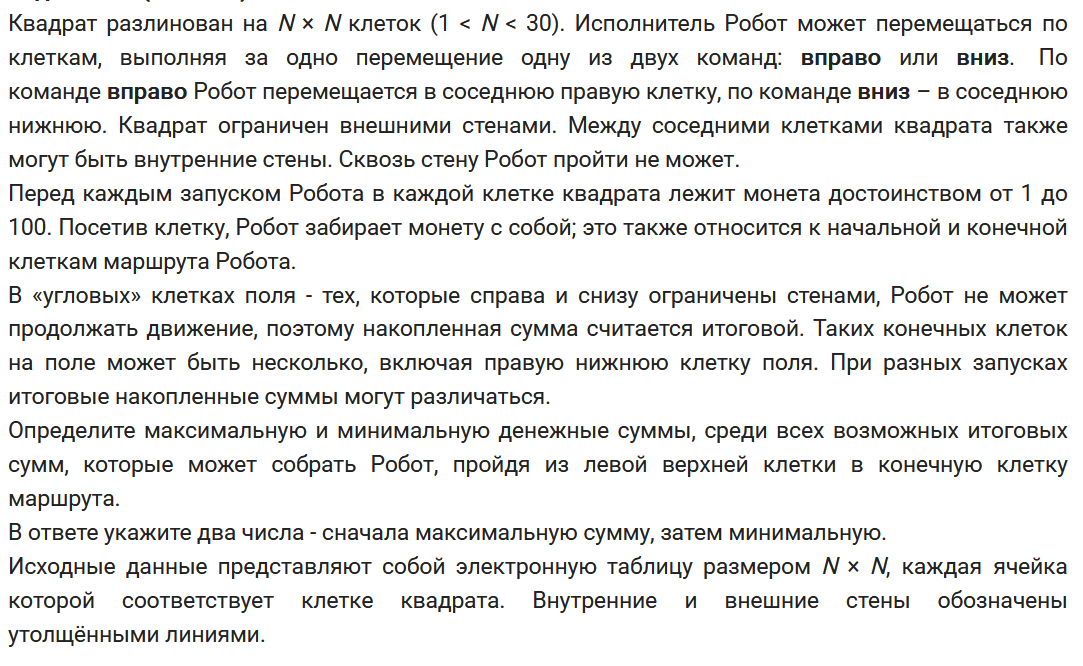 Квадрат разлинован на N × N клеток (1 < N < 30). Исполнитель Робот может перемещаться по
клеткам, выполняя за одно перемещение одну из двух команд: вправо или вниз. По
команде вправо Робот перемещается в соседнюю правую клетку, по команде вниз – в соседнюю
нижнюю. Квадрат ограничен внешними стенами. Между соседними клетками квадрата также
могут быть внутренние стены. Сквозь стену Робот пройти не может.
Перед каждым запуском Робота в каждой клетке квадрата лежит монета достоинством от 1 до
100. Посетив клетку, Робот забирает монету с собой; это также относится к начальной и конечной
клеткам маршрута Робота.
В «угловых» клетках поля - тех, которые справа и снизу ограничены стенами, Робот не может
продолжать движение, поэтому накопленная сумма считается итоговой. Таких конечных клеток
на поле может быть несколько, включая правую нижнюю клетку поля. При разных запусках
итоговые накопленные суммы могут различаться.
Определите максимальную и минимальную денежные суммы, среди всех возможных итоговых
сумм, которые может собрать Робот, пройдя из левой верхней клетки в конечную клетку
маршрута.
В ответе укажите два числа - сначала максимальную сумму, затем минимальную.
Исходные данные представляют собой электронную таблицу размером N × N, каждая ячейка
которой соответствует клетке квадрата. Внутренние и внешние стены обозначены
утолщёнными линиями.